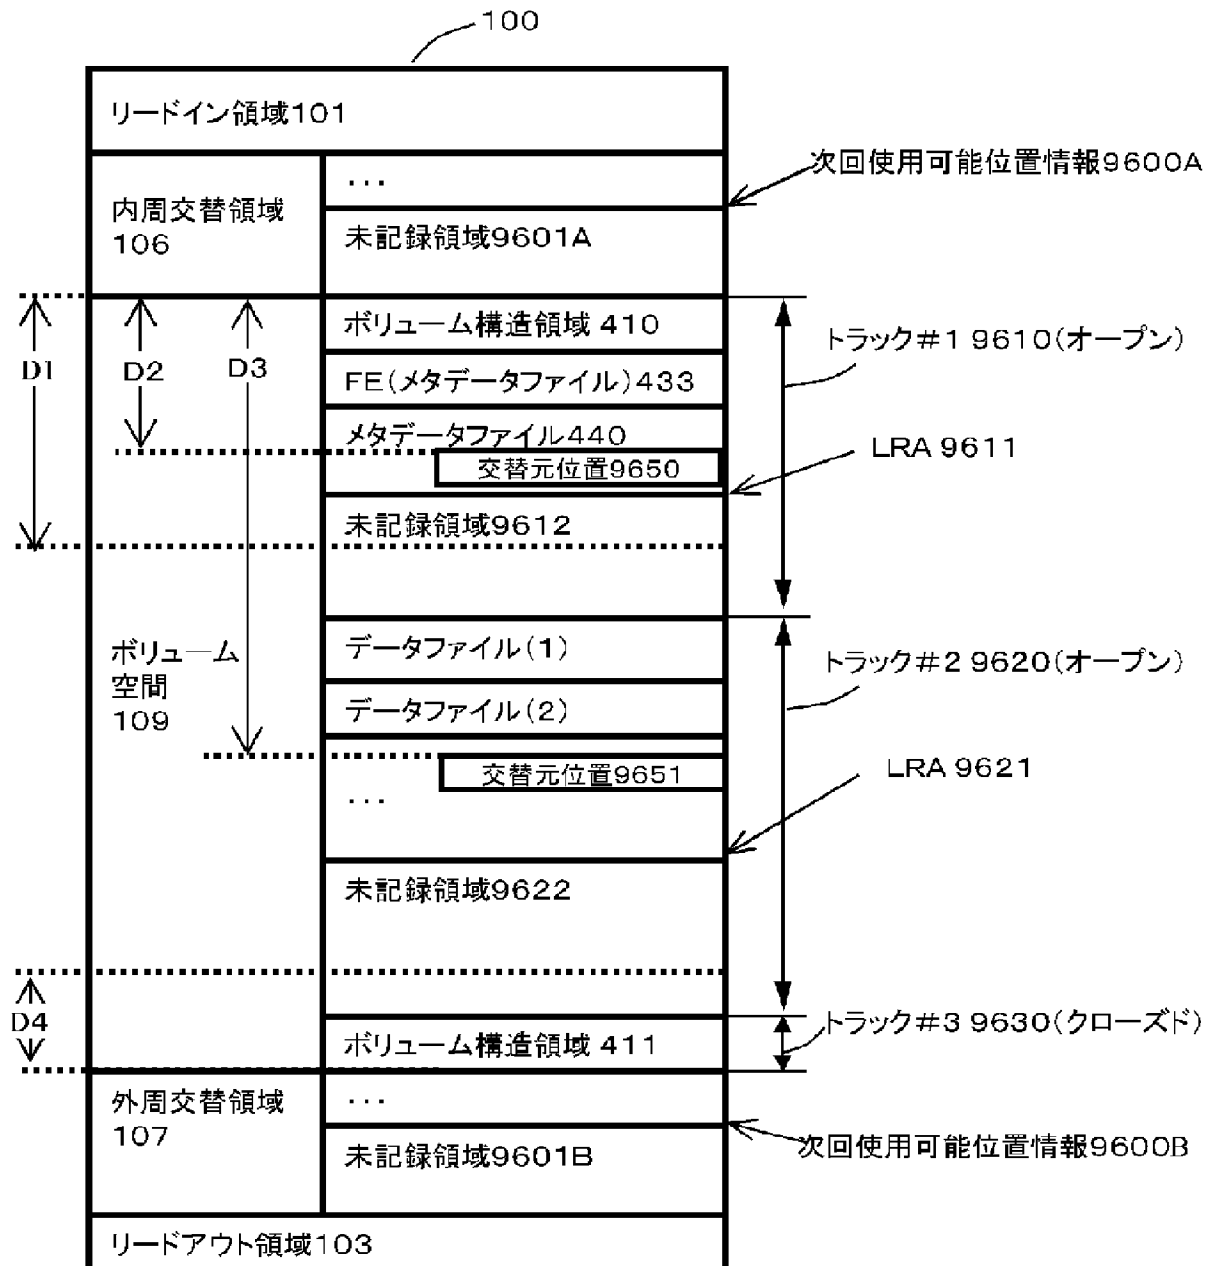 100
リードイン領域101
次回使用可能位置情報9600A
内周交替領域
106
...
未記録領域9601A
D1
D2
D3
ボリューム構造領域 410
トラック#1 9610(オープン)
FE(メタデータファイル)433
メタデータファイル440
LRA 9611
交替元位置9650
未記録領域9612
ボリューム
空間
109
データファイル(1)
トラック#2 9620(オープン)
データファイル(2)
交替元位置9651
LRA 9621
...
未記録領域9622
D4
ボリューム構造領域 411
トラック#3 9630(クローズド)
外周交替領域
107
...
次回使用可能位置情報9600B
未記録領域9601B
リードアウト領域103